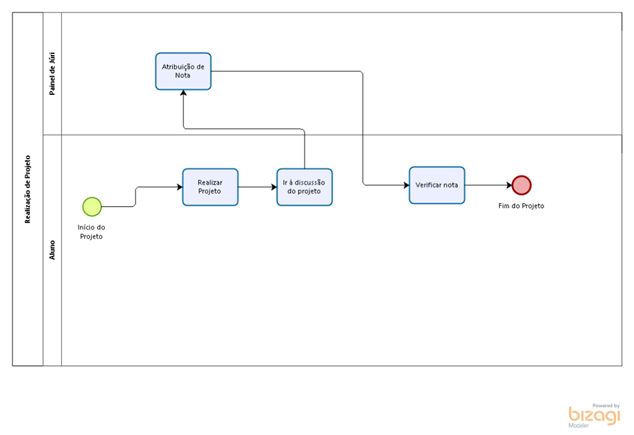 Realização de Projeto
Painel de Júri
Atribuição de
Nota
Aluno
Início do
Projeto
Realizar
Projeto
Ir à discussão
do projeto
Verificar nota
Fim do Projeto
Powered by
bizagi
Modeler